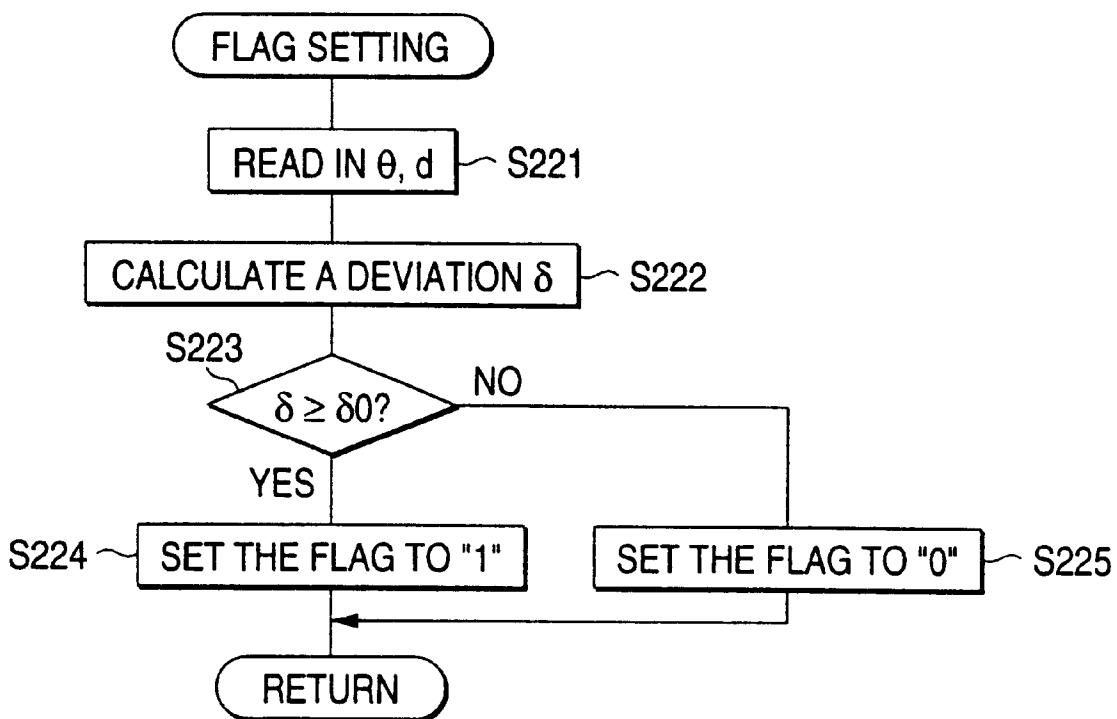 FLAG SETTING
READ IN θ, d
S221
CALCULATE A DEVIATION δ
S222
S223
δ ≥ δ0?
NO
YES
S224
SET THE FLAG TO "1"
SET THE FLAG TO "0"
S225
RETURN